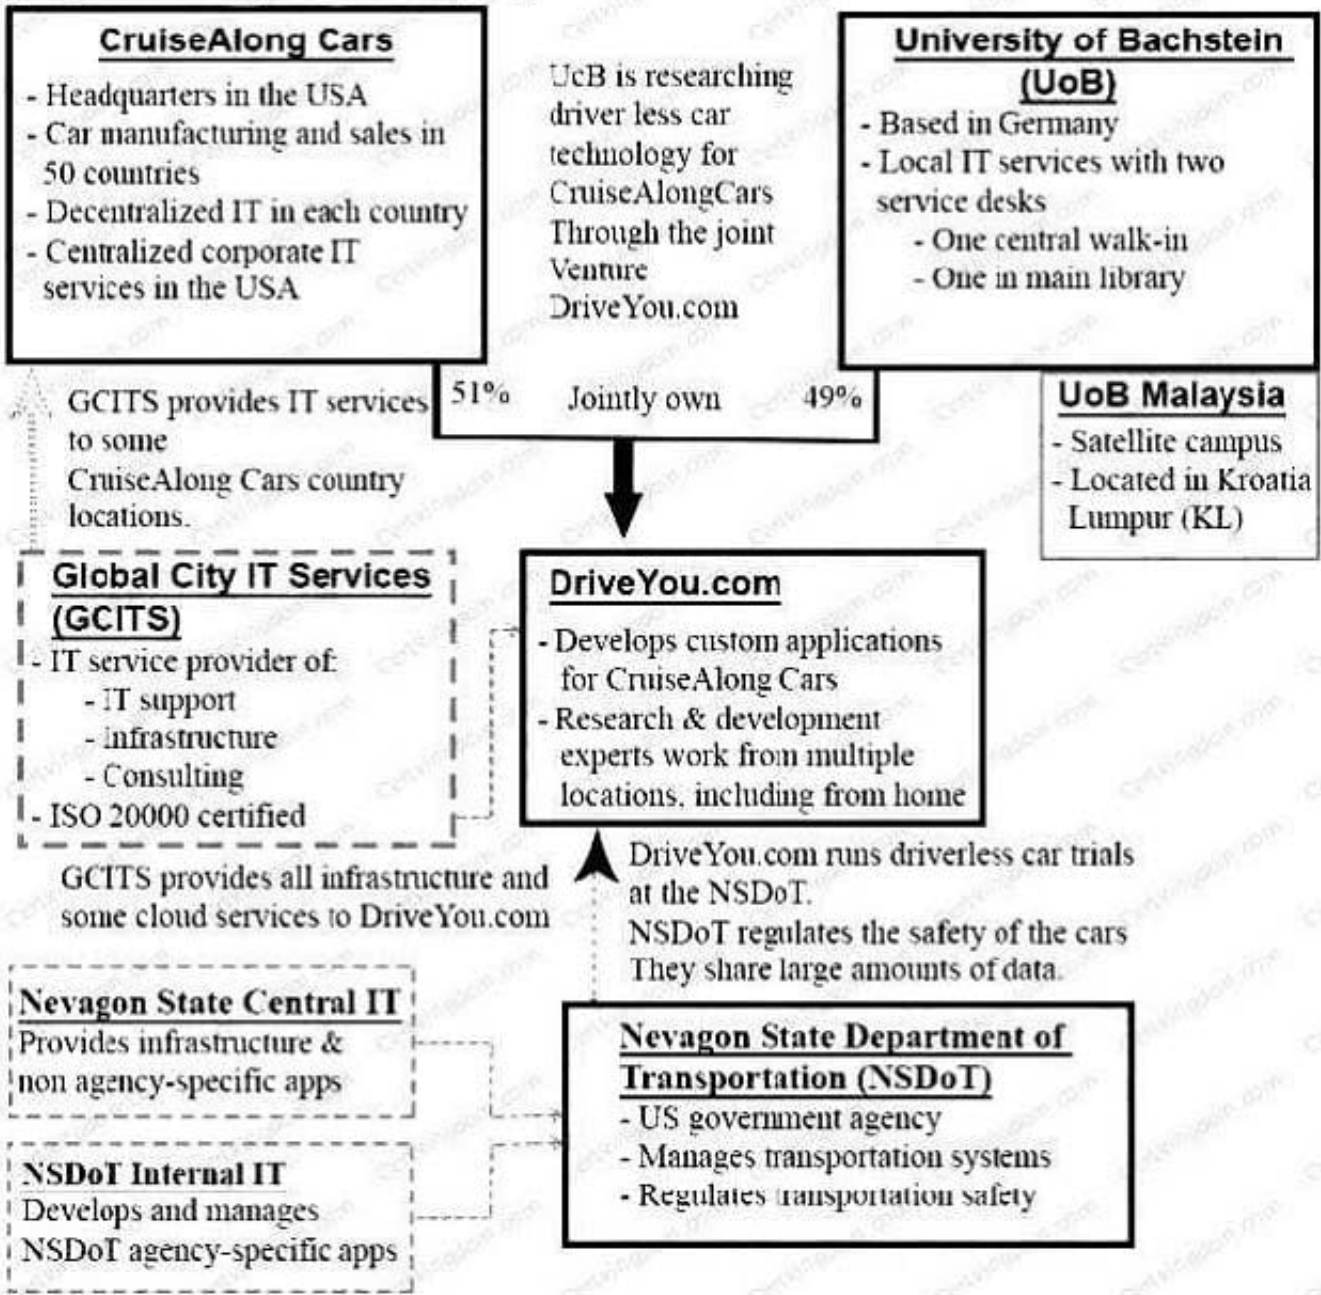 CruiseAlong Cars
- Headquarters in the USA
- Car manufacturing and sales in
50 countries
- Decentralized IT in each country
- Centralized corporate IT
services in the USA
UcB is researching
driver less car
technology for
CruiseAlongCars
Through the joint
Venture
DriveYou.com
University of Bachstein
(UoB)
- Based in Germany
- Local IT services with two
service desks
- One central walk-in
- One in main library
51% Jointly own 49%
UoB Malaysia
- Satellite campus
- Located in Kroatia
Lumpur (KL)
GCITS provides IT services
to some
CruiseAlong Cars country
locations.
Global City IT Services
(GCITS)
- IT service provider of:
- IT support
- Infrastructure
- Consulting
- ISO 20000 certified
DriveYou.com
- Develops custom applications
for CruiseAlong Cars
- Research & development
experts work from multiple
locations, including from home
GCITS provides all infrastructure and
some cloud services to DriveYou.com
DriveYou.com runs driverless car trials
at the NSDoT.
NSDoT regulates the safety of the cars
They share large amounts of data.
Nevagon State Central IT
Provides infrastructure &
non agency-specific apps
NSDoT Internal IT
Develops and manages
NSDoT agency-specific apps
Nevagon State Department of
Transportation (NSDoT)
- US government agency
- Manages transportation systems
- Regulates transportation safety